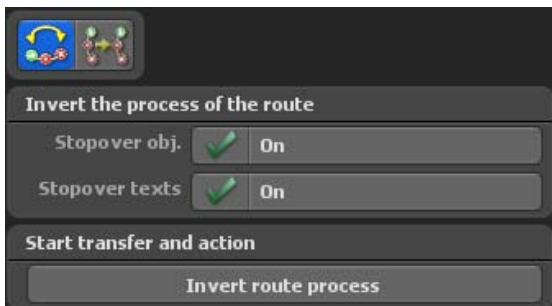 Invert the process of the route
Stopover obj. On
Stopover texts On
Start transfer and action
Invert route process